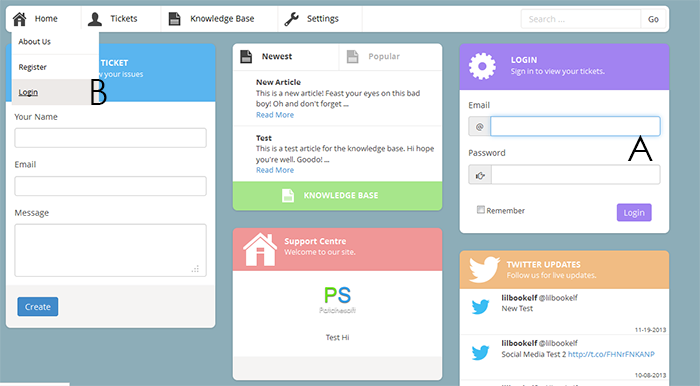 Home
Tickets
Knowledge Base
Settings
Search ...
Go
About Us
Register
Login
B
TICKET
w your issues
Your Name
Email
Message
Create
Newest
Popular
New Article
This is a new article! Feast your eyes on this bad
boy! Oh and don't forget ...
Read More
Test
This is a test article for the knowledge base. Hi hope
you're well. Goodo! ...
Read More
KNOWLEDGE BASE
Support Centre
Welcome to our site.
PS
Patchesoft
Test Hi
LOGIN
Sign in to view your tickets.
Email
@
A
Password
Remember
Login
TWITTER UPDATES
Follow us for live updates.
lilbookelf @lilbookelf
New Test
11-19-2013
lilbookelf @lilbookelf
Social Media Test 2 http://t.co/FHNrFNKANP
10-08-2013